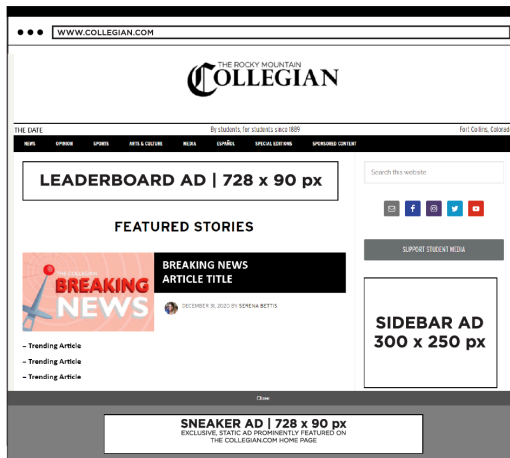 WWW.COLLEGIAN.COM
THE ROCKY MOUNTAIN
COLLEGIAN
THE DATE
By students, for students since 1889
Fort Collins, Colorado
NEWS OPINION SPORTS ARTS & CULTURE MEDIA ESPAÑOL SPECIAL EDITIONS SPONSORED CONTENT
LEADERBOARD AD | 728 x 90 px
Search this website
FEATURED STORIES
SUPPORT STUDENT MEDIA
THE COLLEGIAN
BREAKING
NEWS
BREAKING NEWS
ARTICLE TITLE
DECEMBER 31, 2020 BY SERENA BETTIS
SIDEBAR AD
300 x 250 px
– Trending Article
– Trending Article
– Trending Article
Close
SNEAKER AD | 728 x 90 px
EXCLUSIVE, STATIC AD PROMINENTLY FEATURED ON
THE COLLEGIAN.COM HOME PAGE